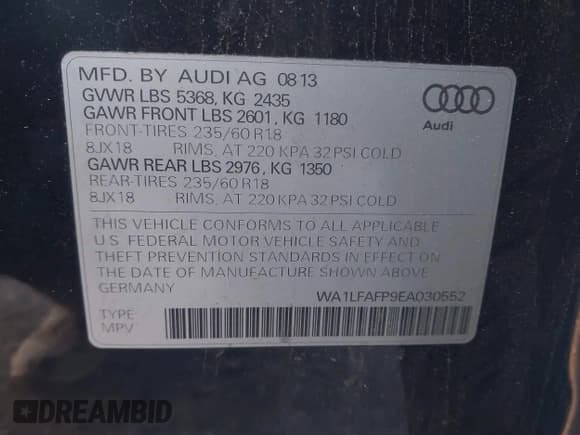 MFD. BY AUDI AG 08 13
GVWR LBS 5368, KG 2435
GAWR FRONT LBS 2601, KG 1180
FRONT-TIRES 235/60 R18
8JX18 RIMS, AT 220 KPA 32 PSI COLD
GAWR REAR LBS 2976, KG 1350
REAR-TIRES 235/60 R18
8JX18 RIMS, AT 220 KPA 32 PSI COLD
Audi
THIS VEHICLE CONFORMS TO ALL APPLICABLE
U.S. FEDERAL MOTOR VEHICLE SAFETY AND
THEFT PREVENTION STANDARDS IN EFFECT ON
THE DATE OF MANUFACTURE SHOWN ABOVE
GERMANY
WA1LFAFP9EA030552
TYPE
MPV
DREAMBID